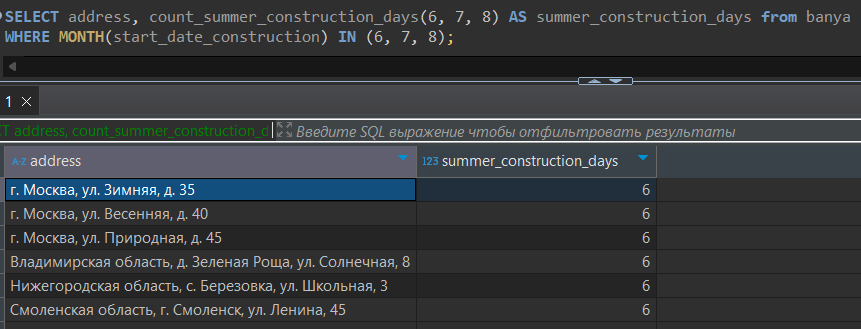 SELECT address, count_summer_construction_days(6, 7, 8) AS summer_construction_days from banya
WHERE MONTH(start_date_construction) IN (6, 7, 8);
1 ×
CT address, count_summer_construction_d Введите SQL выражение чтобы отфильтровать результаты
A-Z address 123 summer_construction_days
г. Москва, ул. Зимняя, д. 35 6
г. Москва, ул. Весенняя, д. 40 6
г. Москва, ул. Природная, д. 45 6
Владимирская область, д. Зеленая Роща, ул. Солнечная, 8 6
Нижегородская область, с. Березовка, ул. Школьная, 3 6
Смоленская область, г. Смоленск, ул. Ленина, 45 6